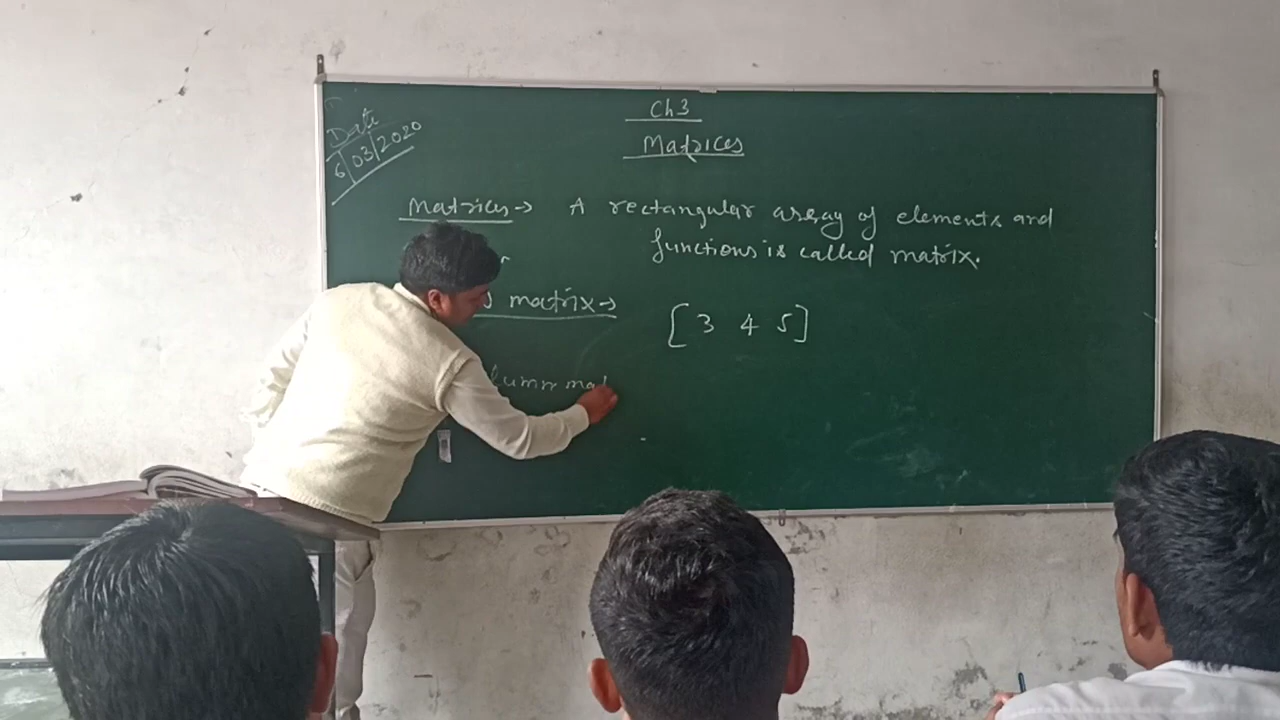 Date
6/03/2020
Ch3
Matrices
Matrices → A rectangular array of elements and
functions is called matrix.
matrix →
[3 4 5]